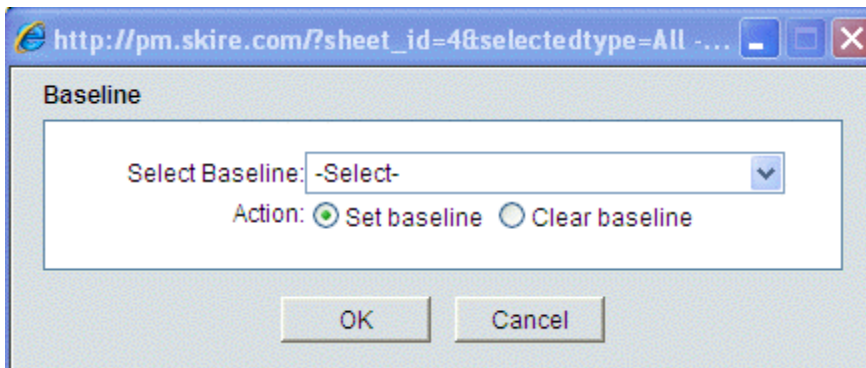 http://pm.skire.com/?sheet_id=4&selectedtype=All -...
Baseline
Select Baseline: -Select-
Action: Set baseline Clear baseline
OK Cancel